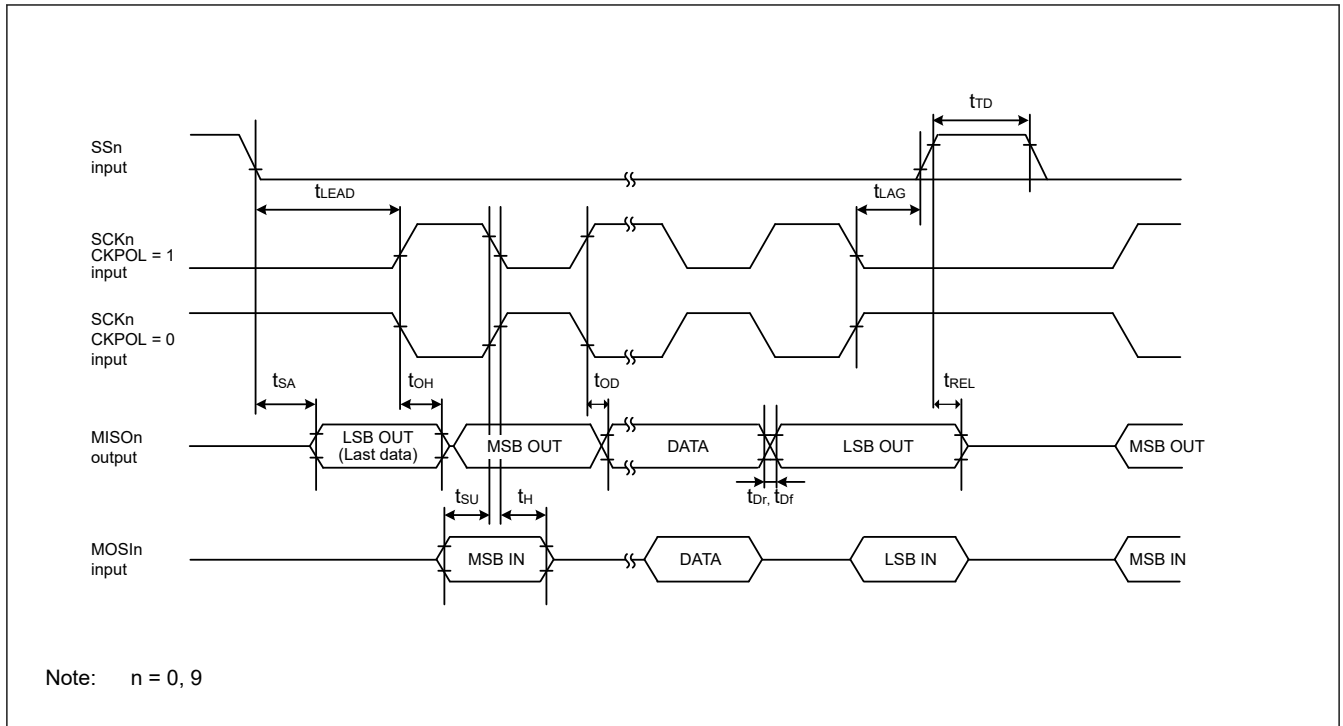 tTD
SSn
input
tLEAD
tLAG
SCKn
CKPOL = 1
input
SCKn
CKPOL = 0
input
tSA
tOH
tOD
tREL
MISOn
output
LSB OUT
(Last data)
MSB OUT
DATA
LSB OUT
MSB OUT
tSU
tH
tDr, tDf
MOSIn
input
MSB IN
DATA
LSB IN
MSB IN
Note: n = 0, 9